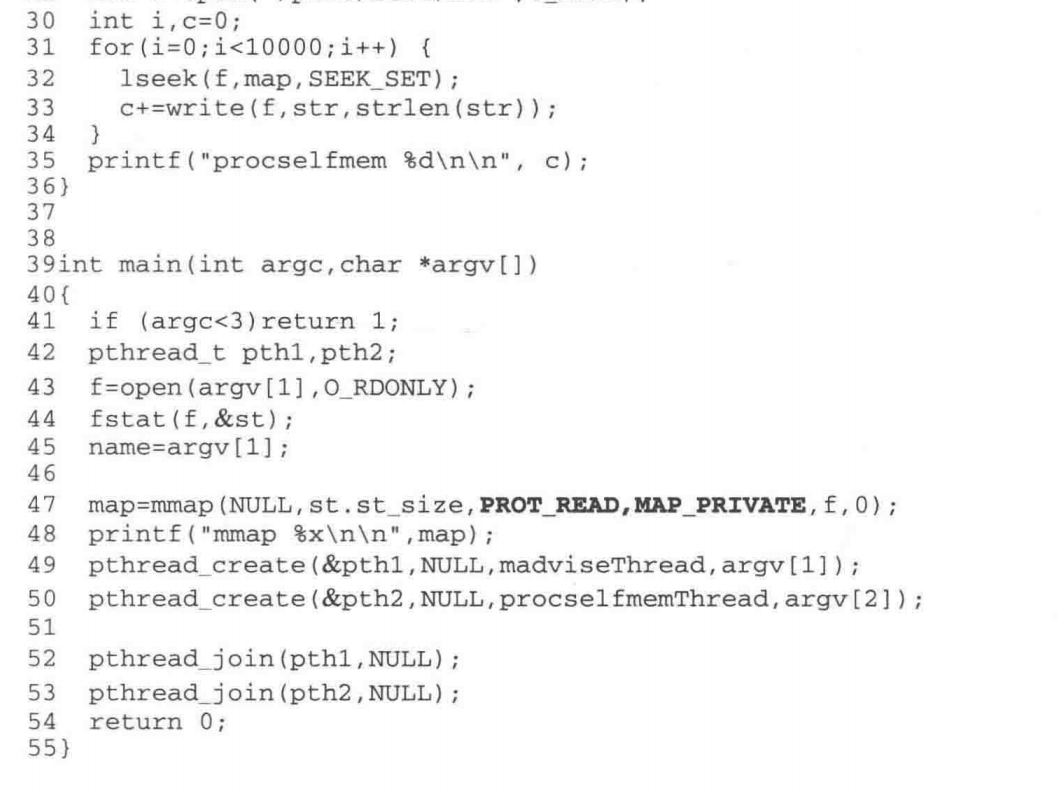 30  int i,c=0;
31  for(i=0;i<10000;i++) {
32    lseek(f,map,SEEK_SET);
33    c+=write(f,str,strlen(str));
34  }
35  printf("procselfmem %d\n\n", c);
36}
37
38
39int main(int argc,char *argv[])
40{
41  if (argc<3)return 1;
42  pthread_t pth1,pth2;
43  f=open(argv[1],O_RDONLY);
44  fstat(f,&st);
45  name=argv[1];
46
47  map=mmap(NULL,st.st_size,PROT_READ,MAP_PRIVATE,f,0);
48  printf("mmap %x\n\n",map);
49  pthread_create(&pth1,NULL,madviseThread,argv[1]);
50  pthread_create(&pth2,NULL,procselfmemThread,argv[2]);
51
52  pthread_join(pth1,NULL);
53  pthread_join(pth2,NULL);
54  return 0;
55}